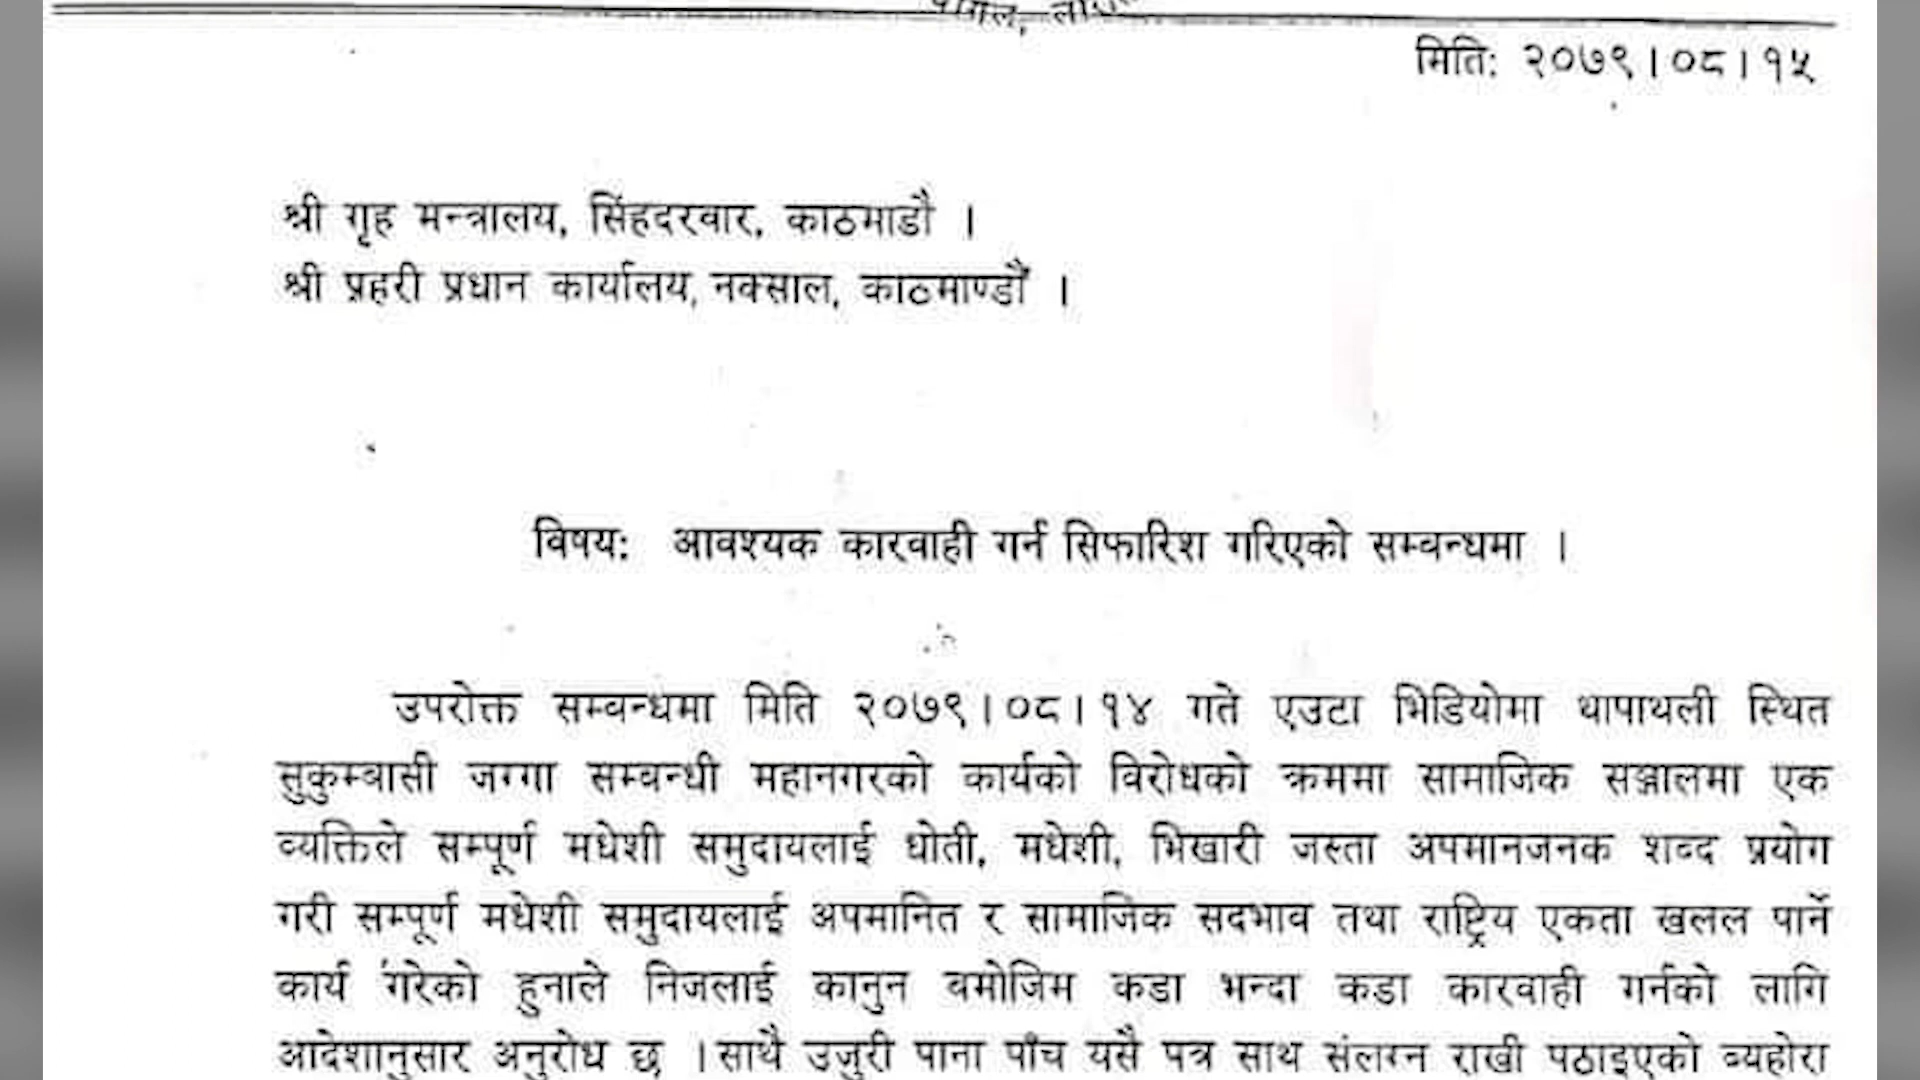 मिति: २०७९।०८।१५
श्री गृह मन्त्रालय, सिंहदरवार, काठमाडौ ।
श्री प्रहरी प्रधान कार्यालय, नक्साल, काठमाण्डौं ।
विषय: आवश्यक कारवाही गर्न सिफारिश गरिएको सम्वन्धमा ।
उपरोक्त सम्वन्धमा मिति २०७९।०८।१४ गते एउटा भिडियोमा थापाथली स्थित
सुकुम्वासी जग्गा सम्वन्धी महानगरको कार्यको विरोधको क्रममा सामाजिक सञ्जालमा एक
व्यक्तिले सम्पूर्ण मधेशी समुदायलाई धोती, मधेशी, भिखारी जस्ता अपमानजनक शव्द प्रयोग
गरी सम्पूर्ण मधेशी समुदायलाई अपमानित र सामाजिक सदभाव तथा राष्ट्रिय एकता खलल पार्ने
कार्य गरेको हुनाले निजलाई कानुन वमोजिम कडा भन्दा कडा कारवाही गर्नको लागि
आदेशानुसार अनुरोध छ । साथै उजुरी पाना पाँच यसै पत्र साथ संलग्न राखी पठाइएको व्यहोरा